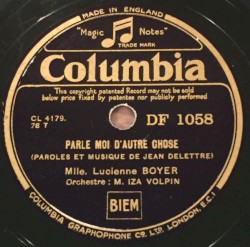 MADE IN ENGLAND
"Magic Notes"
TRADE MARK
Columbia
This copyright Record may not be sold
below price fixed by patentees nor publicly performed
CL 4179.
78 T
DF 1058
PARLE MOI D'AUTRE CHOSE
(PAROLES ET MUSIQUE DE JEAN DELETTRE)
Mlle. Lucienne BOYER
Orchestre : M. IZA VOLPIN
BIEM
COLUMBIA GRAPHOPHONE Co. LTD. LONDON, E.C.1